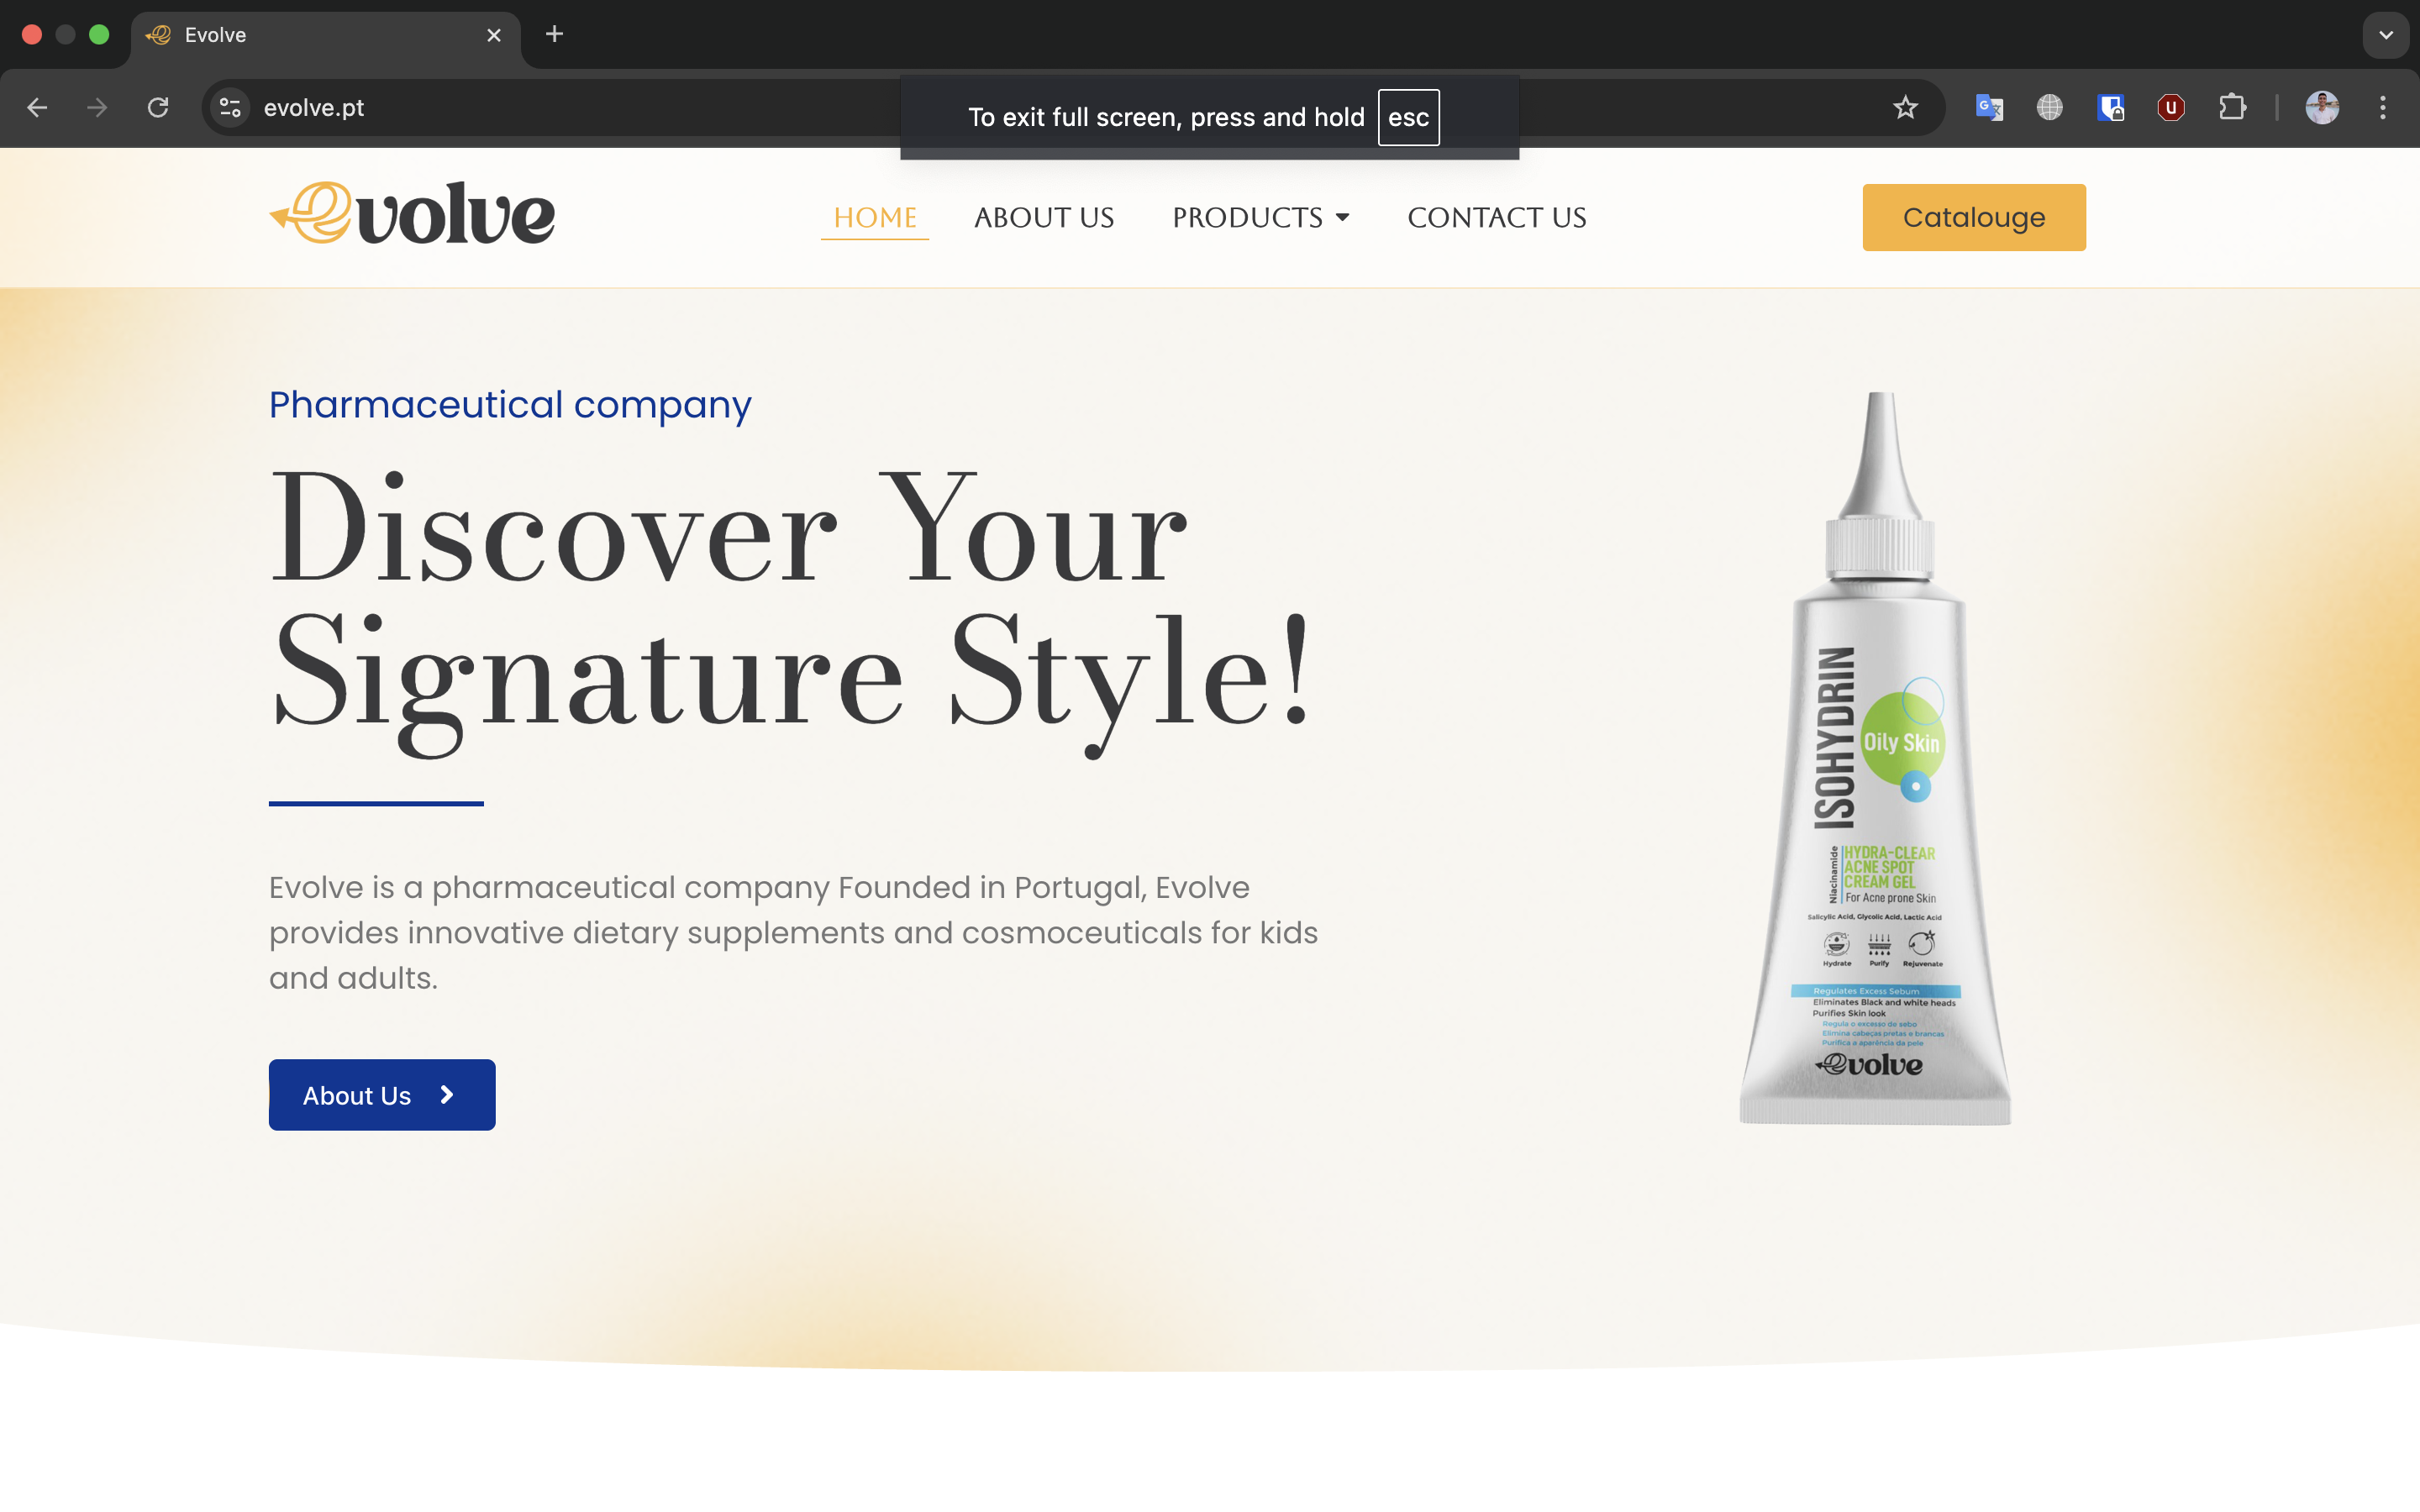 Evolve
evolve.pt
To exit full screen, press and hold esc
evolve
HOME
ABOUT US
PRODUCTS
CONTACT US
Catalouge
Pharmaceutical company
Discover Your
Signature Style!
Evolve is a pharmaceutical company Founded in Portugal, Evolve
provides innovative dietary supplements and cosmoceuticals for kids
and adults.
About Us
ISOHYDRIN
Oily Skin
Niacinamide
HYDRA-CLEAR
ACNE SPOT
CREAM GEL
For Acne prone Skin
Salicylic Acid, Glycolic Acid, Lactic Acid
Hydrate
Purify
Rejuvenate
Regulates Excess Sebum
Eliminates Black and white heads
Purifies Skin look
Regula o excesso de sebo
Elimina cabeças pretas e brancas
Purifica a aparência da pele
evolve